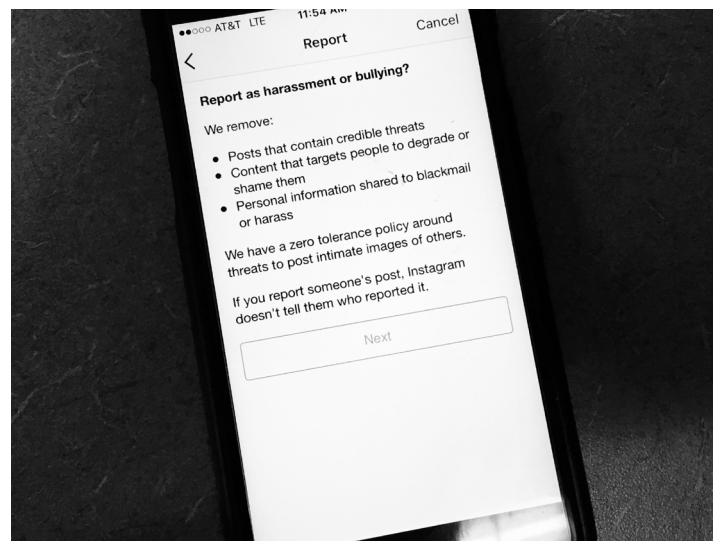 ●●○○○ AT&T LTE 11:54 AM
Report
Cancel
Report as harassment or bullying?
We remove:
• Posts that contain credible threats
• Content that targets people to degrade or
shame them
• Personal information shared to blackmail
or harass
We have a zero tolerance policy around
threats to post intimate images of others.
If you report someone's post, Instagram
doesn't tell them who reported it.
Next